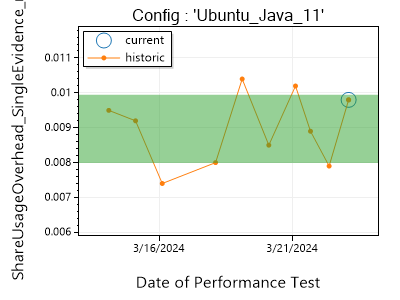 Config : 'Ubuntu_Java_11'
current
historic
0.011
0.01
0.009
0.008
0.007
0.006
ShareUsageOverhead_SingleEvidence_
3/16/2024
3/21/2024
Date of Performance Test